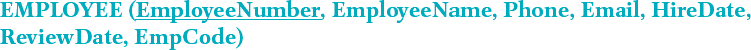 EMPLOYEE (EmployeeNumber, EmployeeName, Phone, Email, HireDate,
ReviewDate, EmpCode)